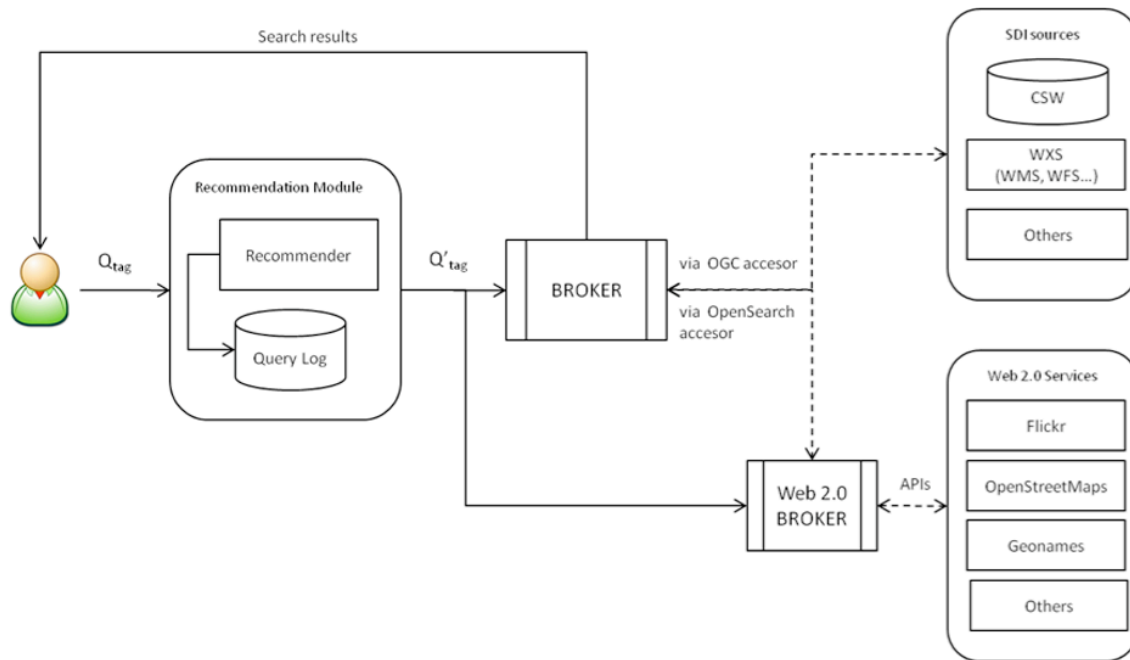 Search results
SDI sources
CSW
WXS
(WMS, WFS...)
Others
Recommendation Module
Recommender
Query Log
Qtag
Q'tag
BROKER
via OGC accesor
via OpenSearch
accesor
Web 2.0
BROKER
APIs
Web 2.0 Services
Flickr
OpenStreetMaps
Geonames
Others